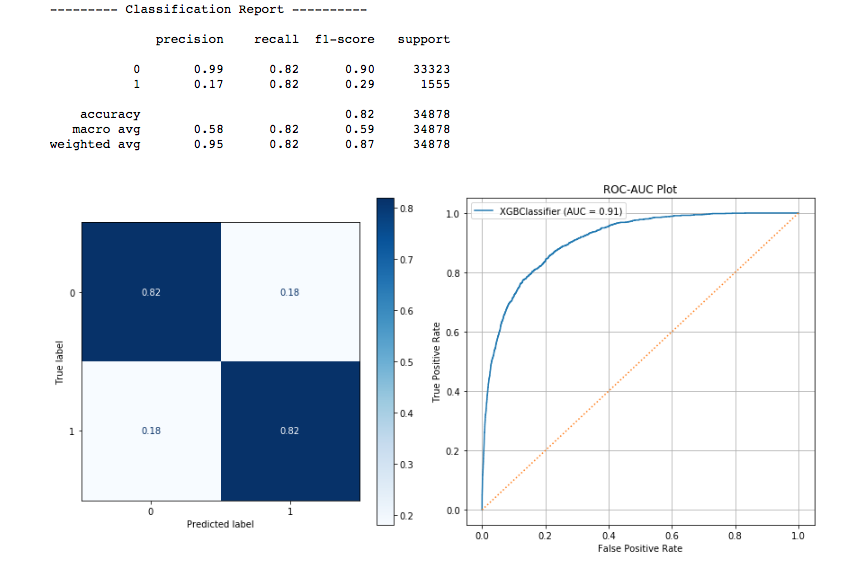 --------- Classification Report ----------
precision recall f1-score support
0 0.99 0.82 0.90 33323
1 0.17 0.82 0.29 1555
accuracy 0.82 34878
macro avg 0.58 0.82 0.59 34878
weighted avg 0.95 0.82 0.87 34878
True label
0
1
0.82 0.18
0.18 0.82
0 1
Predicted label
0.8
0.7
0.6
0.5
0.4
0.3
0.2
ROC-AUC Plot
XGBClassifier (AUC = 0.91)
True Positive Rate
1.0
0.8
0.6
0.4
0.2
0.0
0.0 0.2 0.4 0.6 0.8 1.0
False Positive Rate